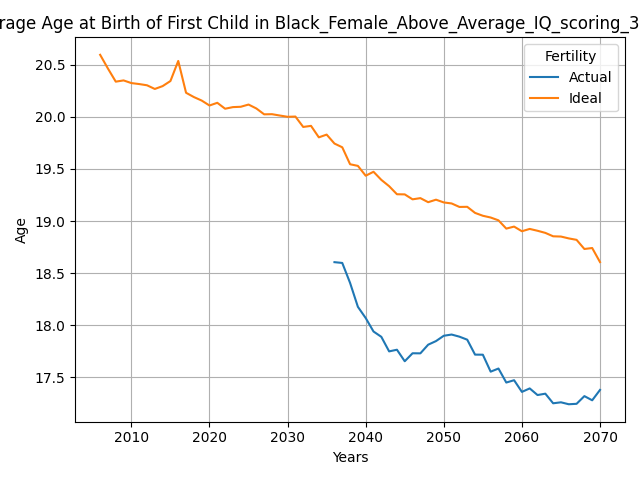 rage Age at Birth of First Child in Black_Female_Above_Average_IQ_scoring_3
Fertility
Actual
Ideal
Age
20.5
20.0
19.5
19.0
18.5
18.0
17.5
2010 2020 2030 2040 2050 2060 2070
Years